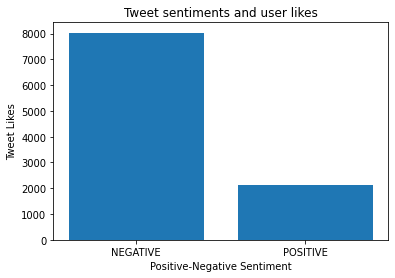 Tweet sentiments and user likes
8000
7000
6000
5000
4000
3000
2000
1000
0
Tweet Likes
NEGATIVE POSITIVE
Positive-Negative Sentiment